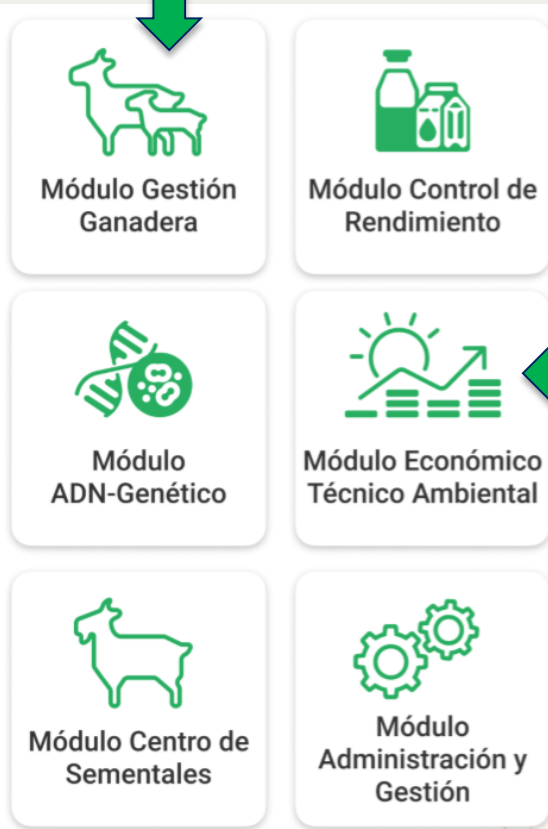 Módulo Gestión
Ganadera
Módulo Control de
Rendimiento
Módulo
ADN-Genético
Módulo Económico
Técnico Ambiental
Módulo Centro de
Sementales
Módulo
Administración y
Gestión